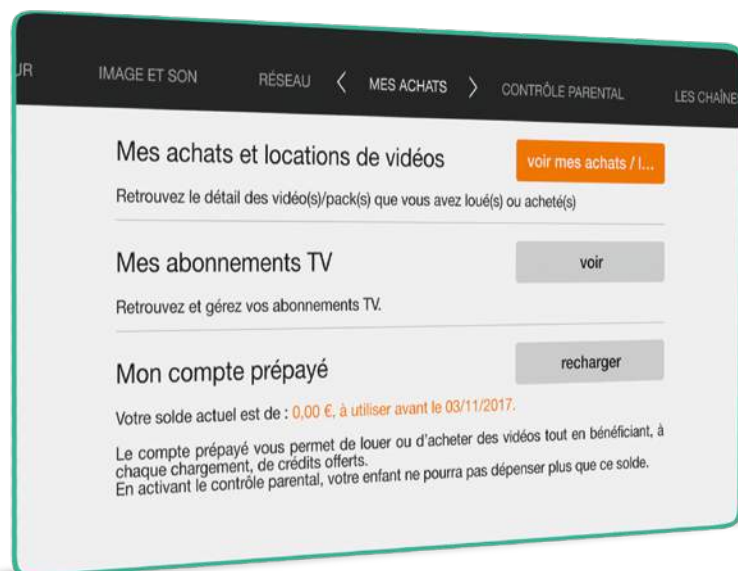 UR IMAGE ET SON RÉSEAU < MES ACHATS > CONTRÔLE PARENTAL LES CHAÎNE
Mes achats et locations de vidéos
voir mes achats / l...
Retrouvez le détail des vidéo(s)/pack(s) que vous avez loué(s) ou acheté(s)
Mes abonnements TV
voir
Retrouvez et gérez vos abonnements TV.
Mon compte prépayé
recharger
Votre solde actuel est de : 0,00 €, à utiliser avant le 03/11/2017.
Le compte prépayé vous permet de louer ou d'acheter des vidéos tout en bénéficiant, à
chaque chargement, de crédits offerts.
En activant le contrôle parental, votre enfant ne pourra pas dépenser plus que ce solde.